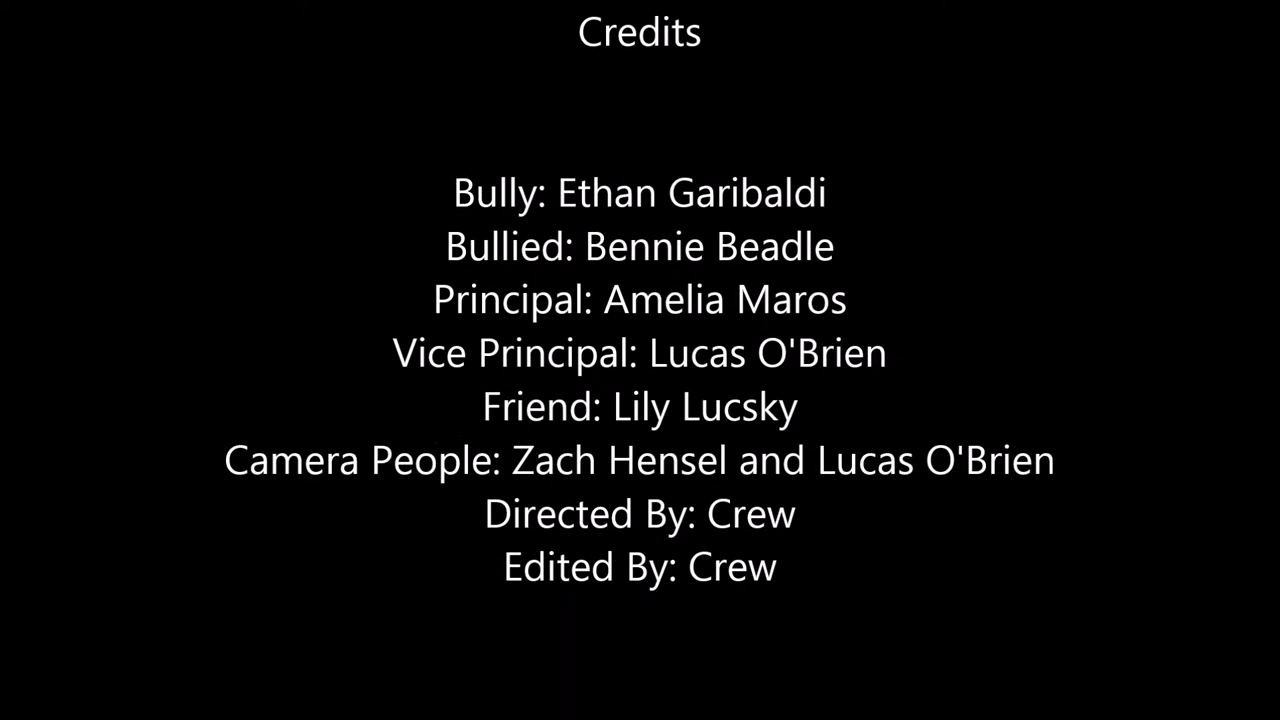 Credits
Bully: Ethan Garibaldi
Bullied: Bennie Beadle
Principal: Amelia Maros
Vice Principal: Lucas O'Brien
Friend: Lily Lucsky
Camera People: Zach Hensel and Lucas O'Brien
Directed By: Crew
Edited By: Crew